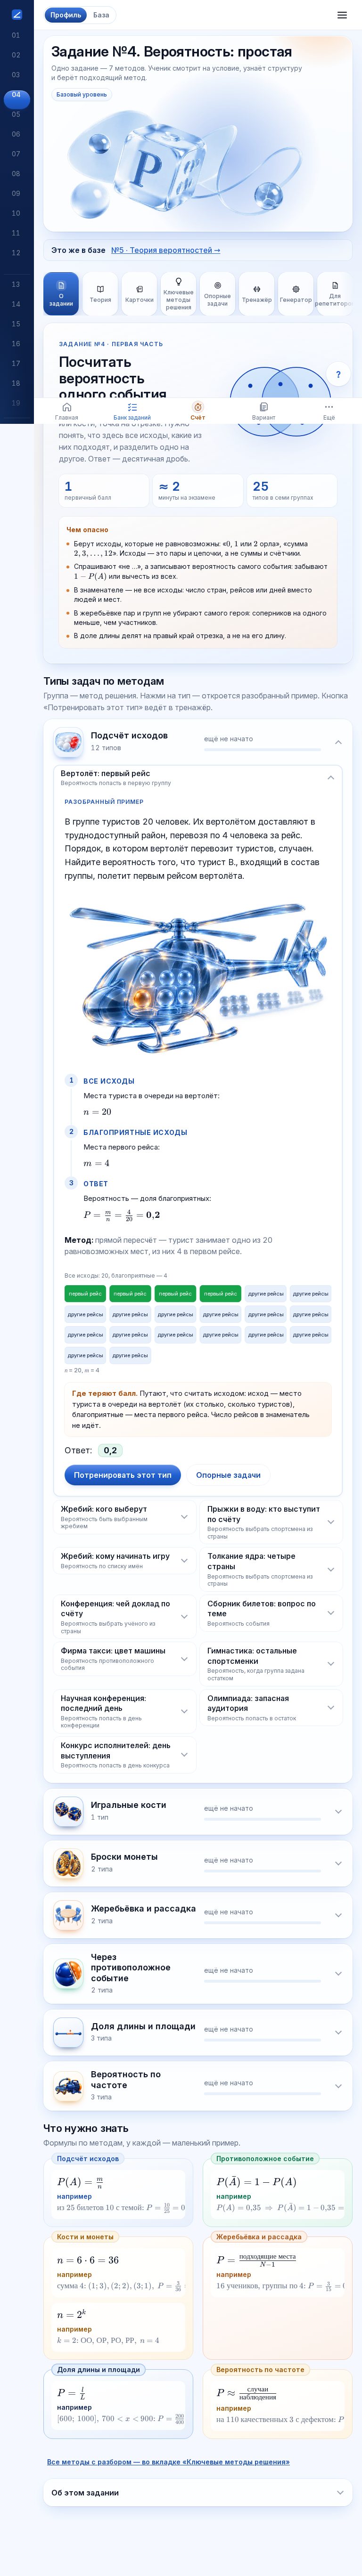 Профиль
База
01
02
03
04
05
06
07
08
09
10
11
12
13
14
15
16
17
18
19
Задание №4. Вероятность: простая
Одно задание — 7 методов. Ученик смотрит на условие, узнаёт структуру
и берёт подходящий метод.
Базовый уровень
P
Это же в базе №5 · Теория вероятностей →
О задании
Теория
Карточки
Ключевые методы решения
Опорные задачи
Тренажёр
Генератор
Для
ЗАДАНИЕ №4 · ПЕРВАЯ ЧАСТЬ
Посчитать
вероятность
одного события
?
Главная
Банк заданий
Счёт
Вариант
Ещё
понять, что здесь все исходы, какие из
них подходят, и разделить одно на
другое. Ответ — десятичная дробь.
1
первичный балл
≈ 2
минуты на экзамене
25
типов в семи группах
Чем опасно
Берут исходы, которые не равновозможны: «0, 1 или 2 орла», «сумма
2, 3, . . . , 12». Исходы — это пары и цепочки, а не суммы и счётчики.
Спрашивают «не …», а записывают вероятность самого события: забывают
1 − P(A) или вычесть из всех.
В знаменателе — не все исходы: число стран, рейсов или дней вместо
людей и мест.
В жеребьёвке пар и групп не убирают самого героя: соперников на одного
меньше, чем участников.
В доле длины делят на правый край отрезка, а не на его длину.
Типы задач по методам
Группа — метод решения. Нажми на тип — откроется разобранный пример. Кнопка
«Потренировать этот тип» ведёт в тренажёр.
Подсчёт исходов
12 типов
ещё не начато
Вертолёт: первый рейс
Вероятность попасть в первую группу
РАЗОБРАННЫЙ ПРИМЕР
В группе туристов 20 человек. Их вертолётом доставляют в
труднодоступный район, перевозя по 4 человека за рейс.
Порядок, в котором вертолёт перевозит туристов, случаен.
Найдите вероятность того, что турист В., входящий в состав
группы, полетит первым рейсом вертолёта.
1 ВСЕ ИСХОДЫ
Места туриста в очереди на вертолёт:
n = 20
2 БЛАГОПРИЯТНЫЕ ИСХОДЫ
Места первого рейса:
m = 4
3 ОТВЕТ
Вероятность — доля благоприятных:
P = m/n = 4/20 = 0,2
Метод: прямой пересчёт — турист занимает одно из 20
равновозможных мест, из них 4 в первом рейсе.
Все исходы: 20, благоприятные — 4
первый рейс первый рейс первый рейс первый рейс другие рейсы другие рейсы
другие рейсы другие рейсы другие рейсы другие рейсы другие рейсы другие рейсы
другие рейсы другие рейсы другие рейсы другие рейсы другие рейсы другие рейсы
другие рейсы другие рейсы
n = 20, m = 4
Где теряют балл. Путают, что считать исходом: исход — место
туриста в очереди на вертолёт (их столько, сколько туристов),
благоприятные — места первого рейса. Число рейсов в знаменатель
не идёт.
Ответ: 0,2
Потренировать этот тип
Опорные задачи
Жребий: кого выберут
Вероятность быть выбранным
жребием
Прыжки в воду: кто выступит
по счёту
Вероятность выбрать спортсмена из
страны
Жребий: кому начинать игру
Вероятность по списку имён
Толкание ядра: четыре
страны
Вероятность выбрать спортсмена из
страны
Конференция: чей доклад по
счёту
Вероятность выбрать учёного из
страны
Сборник билетов: вопрос по
теме
Вероятность события
Фирма такси: цвет машины
Вероятность противоположного
события
Гимнастика: остальные
спортсменки
Вероятность, когда группа задана
остатком
Научная конференция:
последний день
Вероятность попасть в день
конференции
Олимпиада: запасная
аудитория
Вероятность попасть в остаток
Конкурс исполнителей: день
выступления
Вероятность попасть в день конкурса
Игральные кости
1 тип
ещё не начато
Броски монеты
2 типа
ещё не начато
Жеребьёвка и рассадка
2 типа
ещё не начато
Через
противоположное
событие
2 типа
ещё не начато
Доля длины и площади
3 типа
ещё не начато
Вероятность по
частоте
3 типа
ещё не начато
Что нужно знать
Формулы по методам, у каждой — маленький пример.
Подсчёт исходов
P(A) = m/n
например
из 25 билетов 10 с темой: P = 10/25 = 0
Противоположное событие
P(Ā) = 1 − P(A)
например
P(A) = 0,35 ⇒ P(Ā) = 1 − 0,35 =
Кости и монеты
n = 6 · 6 = 36
например
сумма 4: (1; 3), (2; 2), (3; 1), P = 3/36
n = 2^k
например
k = 2: ОО, ОР, РО, РР, n = 4
Жеребьёвка и рассадка
P = подходящие места/N−1
например
16 учеников, группы по 4: P = 3/15 =
Доля длины и площади
P = l/L
например
[600; 1000], 700 < x < 900: P = 200/400
Вероятность по частоте
P ≈ случаи/наблюдения
например
на 110 качественных 3 с дефектом: P
Все методы с разбором — во вкладке «Ключевые методы решения»
Об этом задании